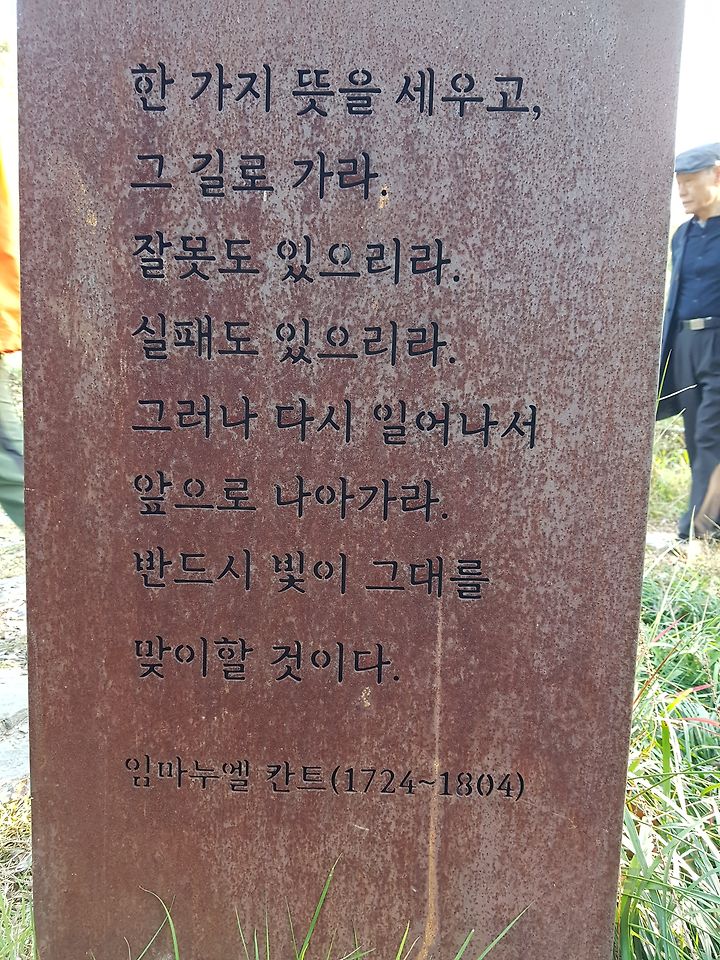 한 가지 뜻을 세우고,
그 길로 가라.
잘못도 있으리라.
실패도 있으리라.
그러나 다시 일어나서
앞으로 나아가라.
반드시 빛이 그대를
맞이할 것이다.
임마누엘 칸트(1724~1804)